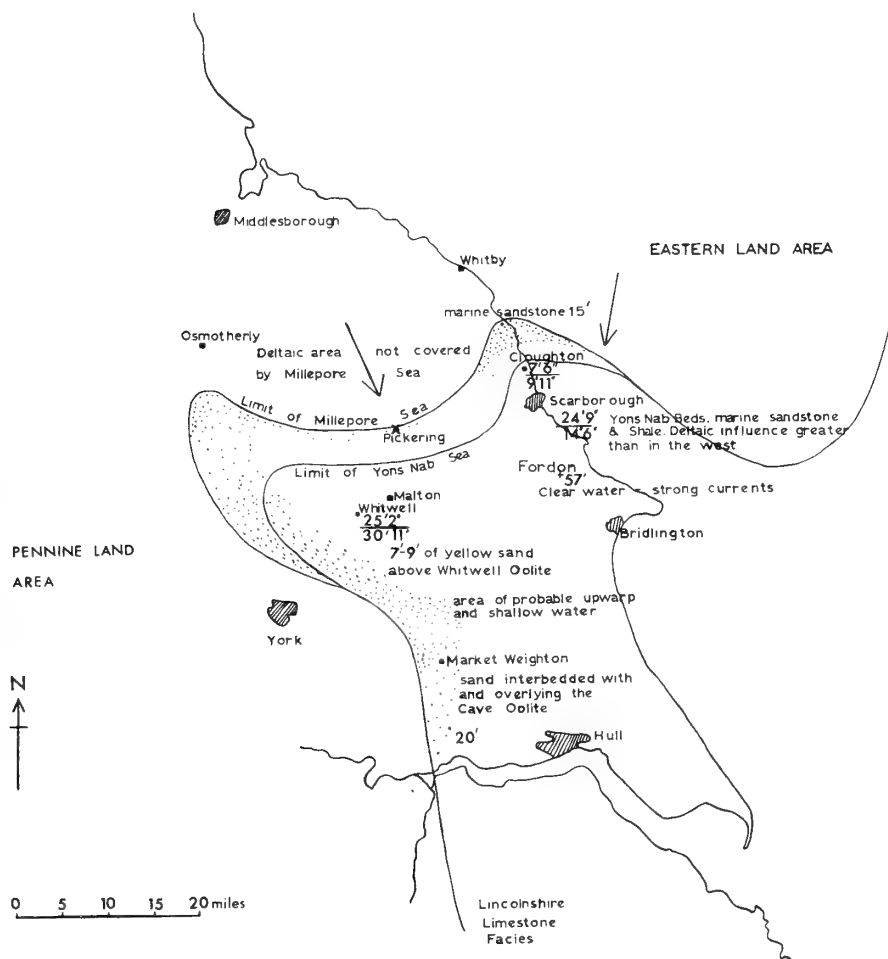 Middlesborough
Whitby
EASTERN LAND AREA
marine sandstone 15'
Osmotherly
Deltaic area not covered
by Millepore Sea
Cloughton
7'6"
9'11"
Limit of Millepore Sea
Scarborough
24'9"
14'6"
Yons Nab Beds. marine sandstone
& Shale. Deltaic influence greater
than in the west
Pickering
Limit of Yons Nab Sea
Fordon
57'
Clear water - strong currents
Malton
Whitwell
25'2"
30'11"
Bridlington
PENNINE LAND
AREA
7'-9' of yellow sand
above Whitwell Oolite
area of probable upwarp
and shallow water
York
Market Weighton
N
sand interbedded with
and overlying the
Cave Oolite
20'
Hull
0 5 10 15 20 miles
Lincolnshire
Limestone
Facies